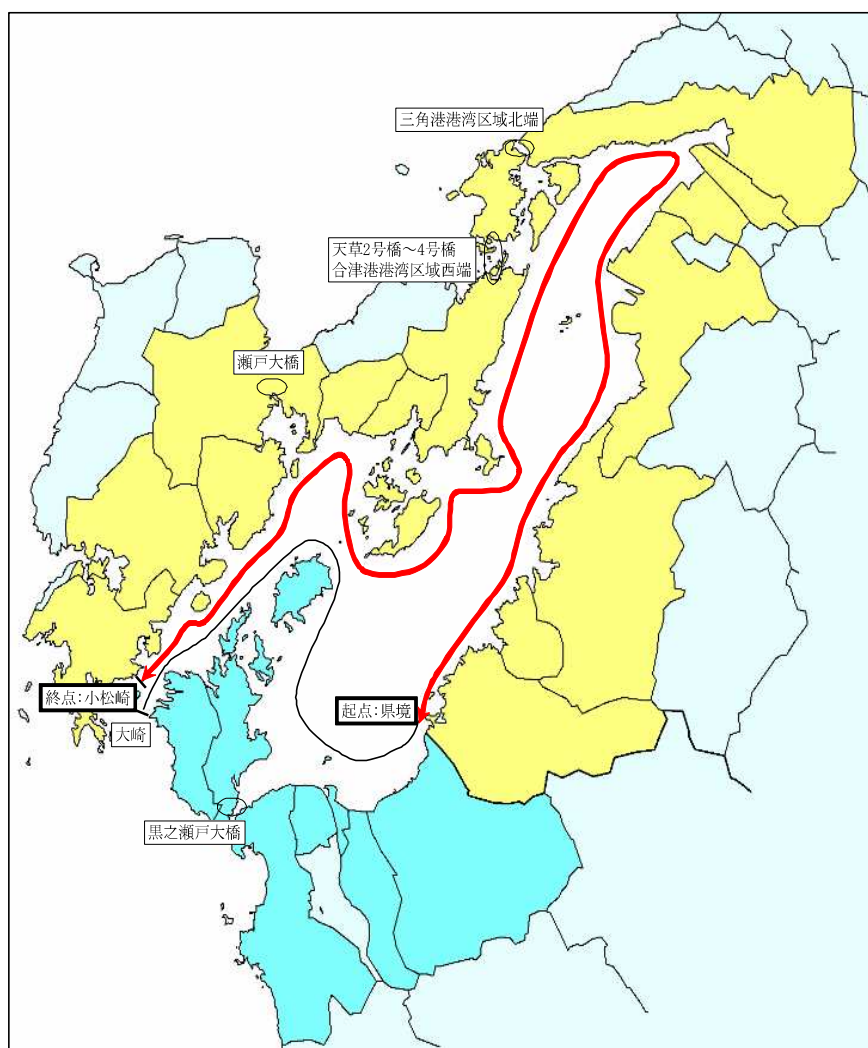 三角港港湾区域北端
天草2号橋～4号橋
合津港港湾区域西端
瀬戸大橋
終点:小松崎
起点:県境
大崎
黒之瀬戸大橋